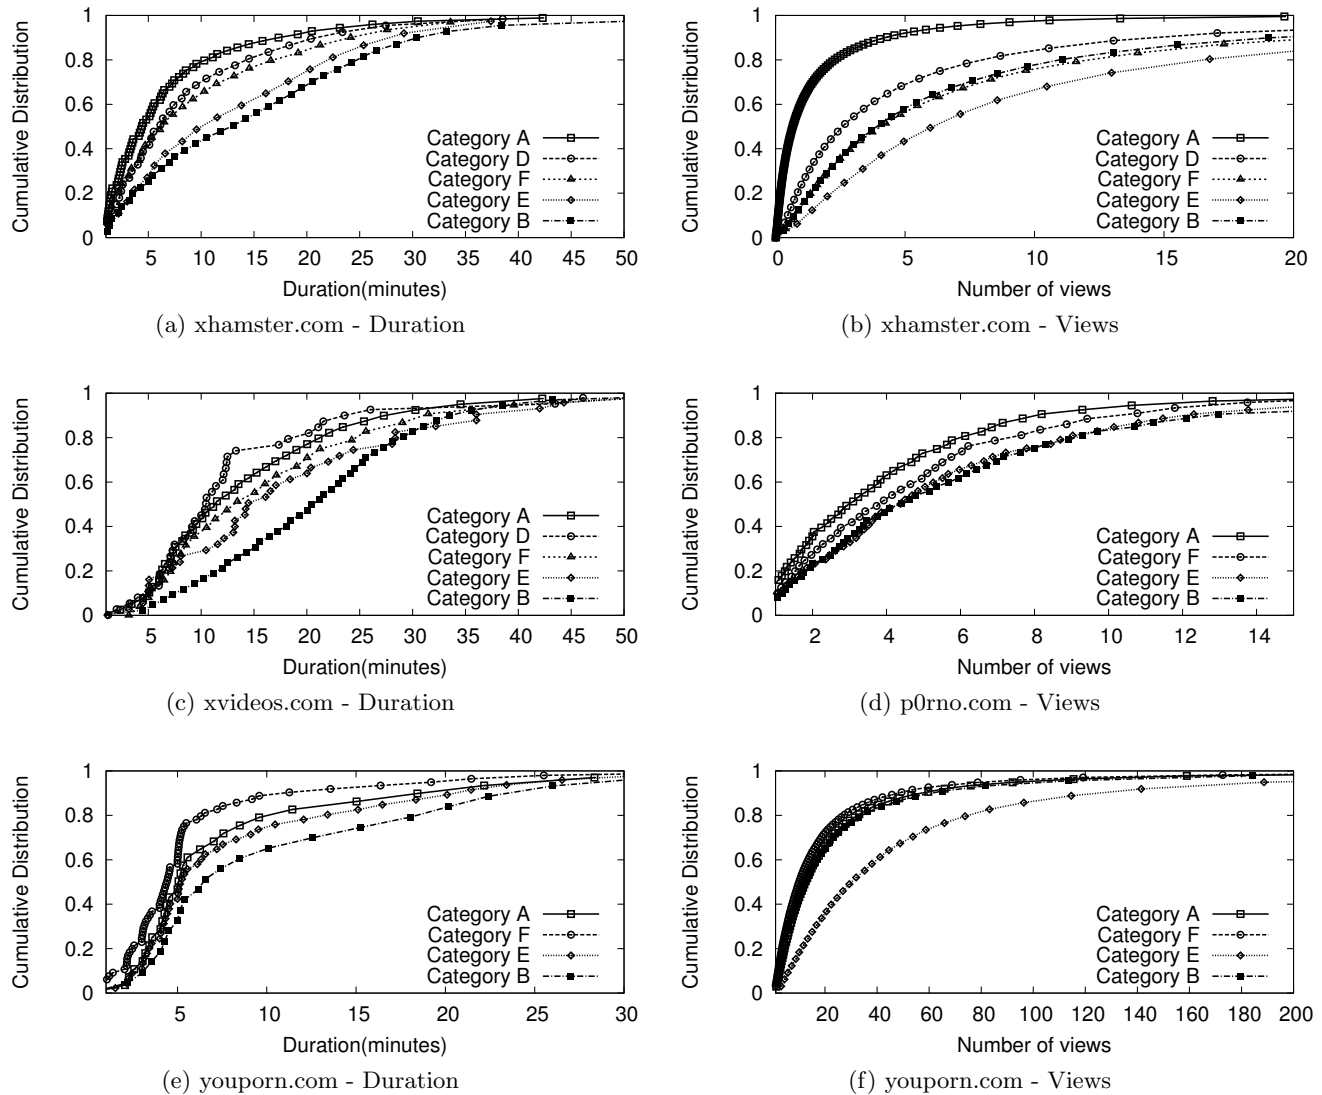 1
0.8
0.6
0.4
0.2
0
Cumulative Distribution
Category A
Category D
Category F
Category E
Category B
5 10 15 20 25 30 35 40 45 50
Duration(minutes)
(a) xhamster.com - Duration
1
0.8
0.6
0.4
0.2
0
Cumulative Distribution
Category A
Category D
Category F
Category E
Category B
0 5 10 15 20
Number of views
(b) xhamster.com - Views
1
0.8
0.6
0.4
0.2
0
Cumulative Distribution
Category A
Category D
Category F
Category E
Category B
5 10 15 20 25 30 35 40 45 50
Duration(minutes)
(c) xvideos.com - Duration
1
0.8
0.6
0.4
0.2
0
Cumulative Distribution
Category A
Category F
Category E
Category B
2 4 6 8 10 12 14
Number of views
(d) p0rno.com - Views
1
0.8
0.6
0.4
0.2
0
Cumulative Distribution
Category A
Category F
Category E
Category B
5 10 15 20 25 30
Duration(minutes)
(e) youporn.com - Duration
1
0.8
0.6
0.4
0.2
0
Cumulative Distribution
Category A
Category F
Category E
Category B
20 40 60 80 100 120 140 160 180 200
Number of views
(f) youporn.com - Views